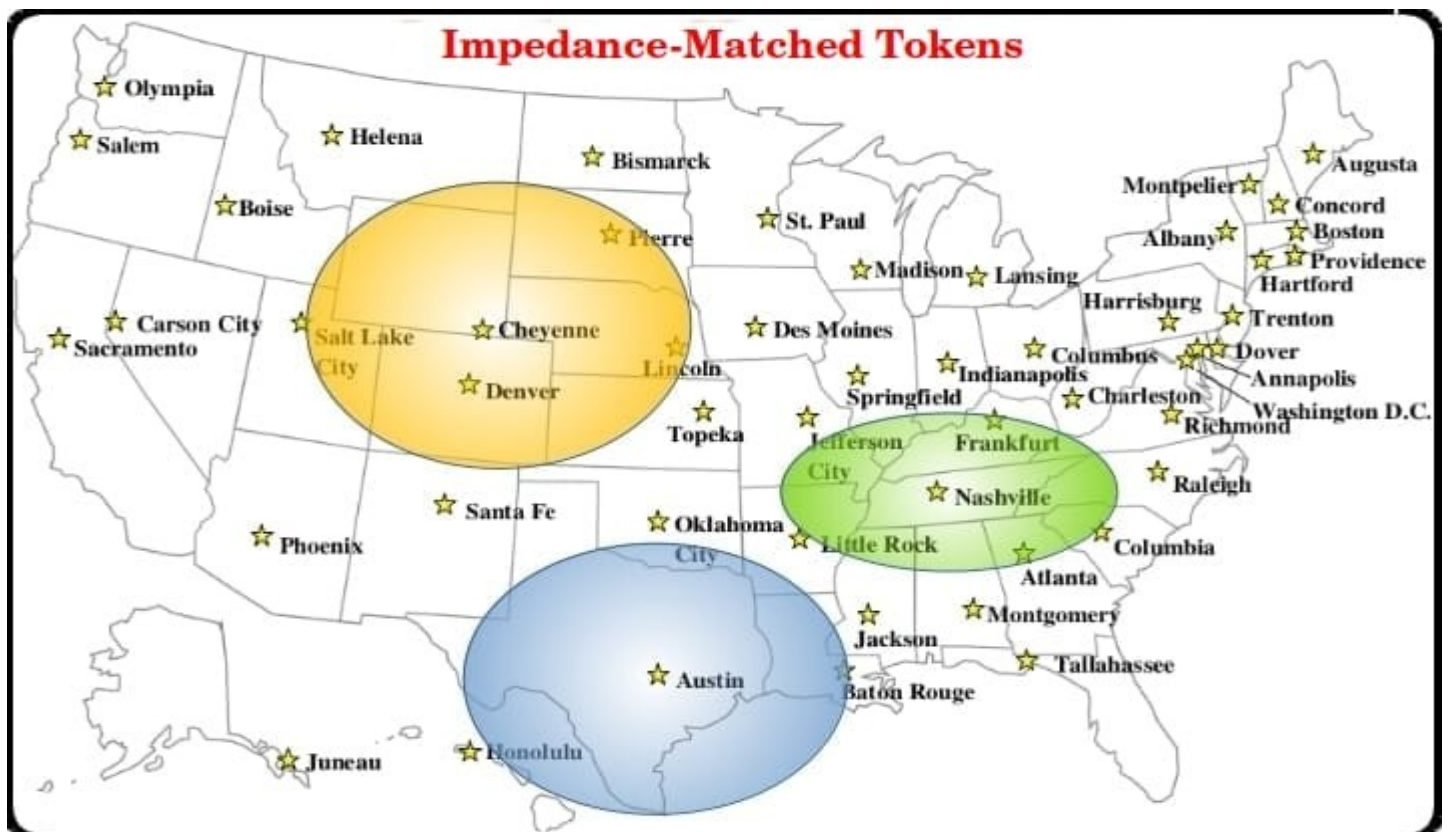 Impedance-Matched Tokens
Olympia
Salem
Helena
Bismarck
Boise
Pierre
St. Paul
Madison
Lansing
Montpelier
Augusta
Concord
Albany
Boston
Providence
Hartford
Harrisburg
Trenton
Carson City
Sacramento
Salt Lake
City
Cheyenne
Denver
Lincoln
Des Moines
Topeka
Springfield
Indianapolis
Columbus
Dover
Annapolis
Charleston
Washington D.C.
Richmond
Jefferson
City
Frankfurt
Nashville
Raleigh
Santa Fe
Phoenix
Oklahoma
City
Little Rock
Columbia
Atlanta
Montgomery
Jackson
Tallahassee
Austin
Baton Rouge
Honolulu
Juneau